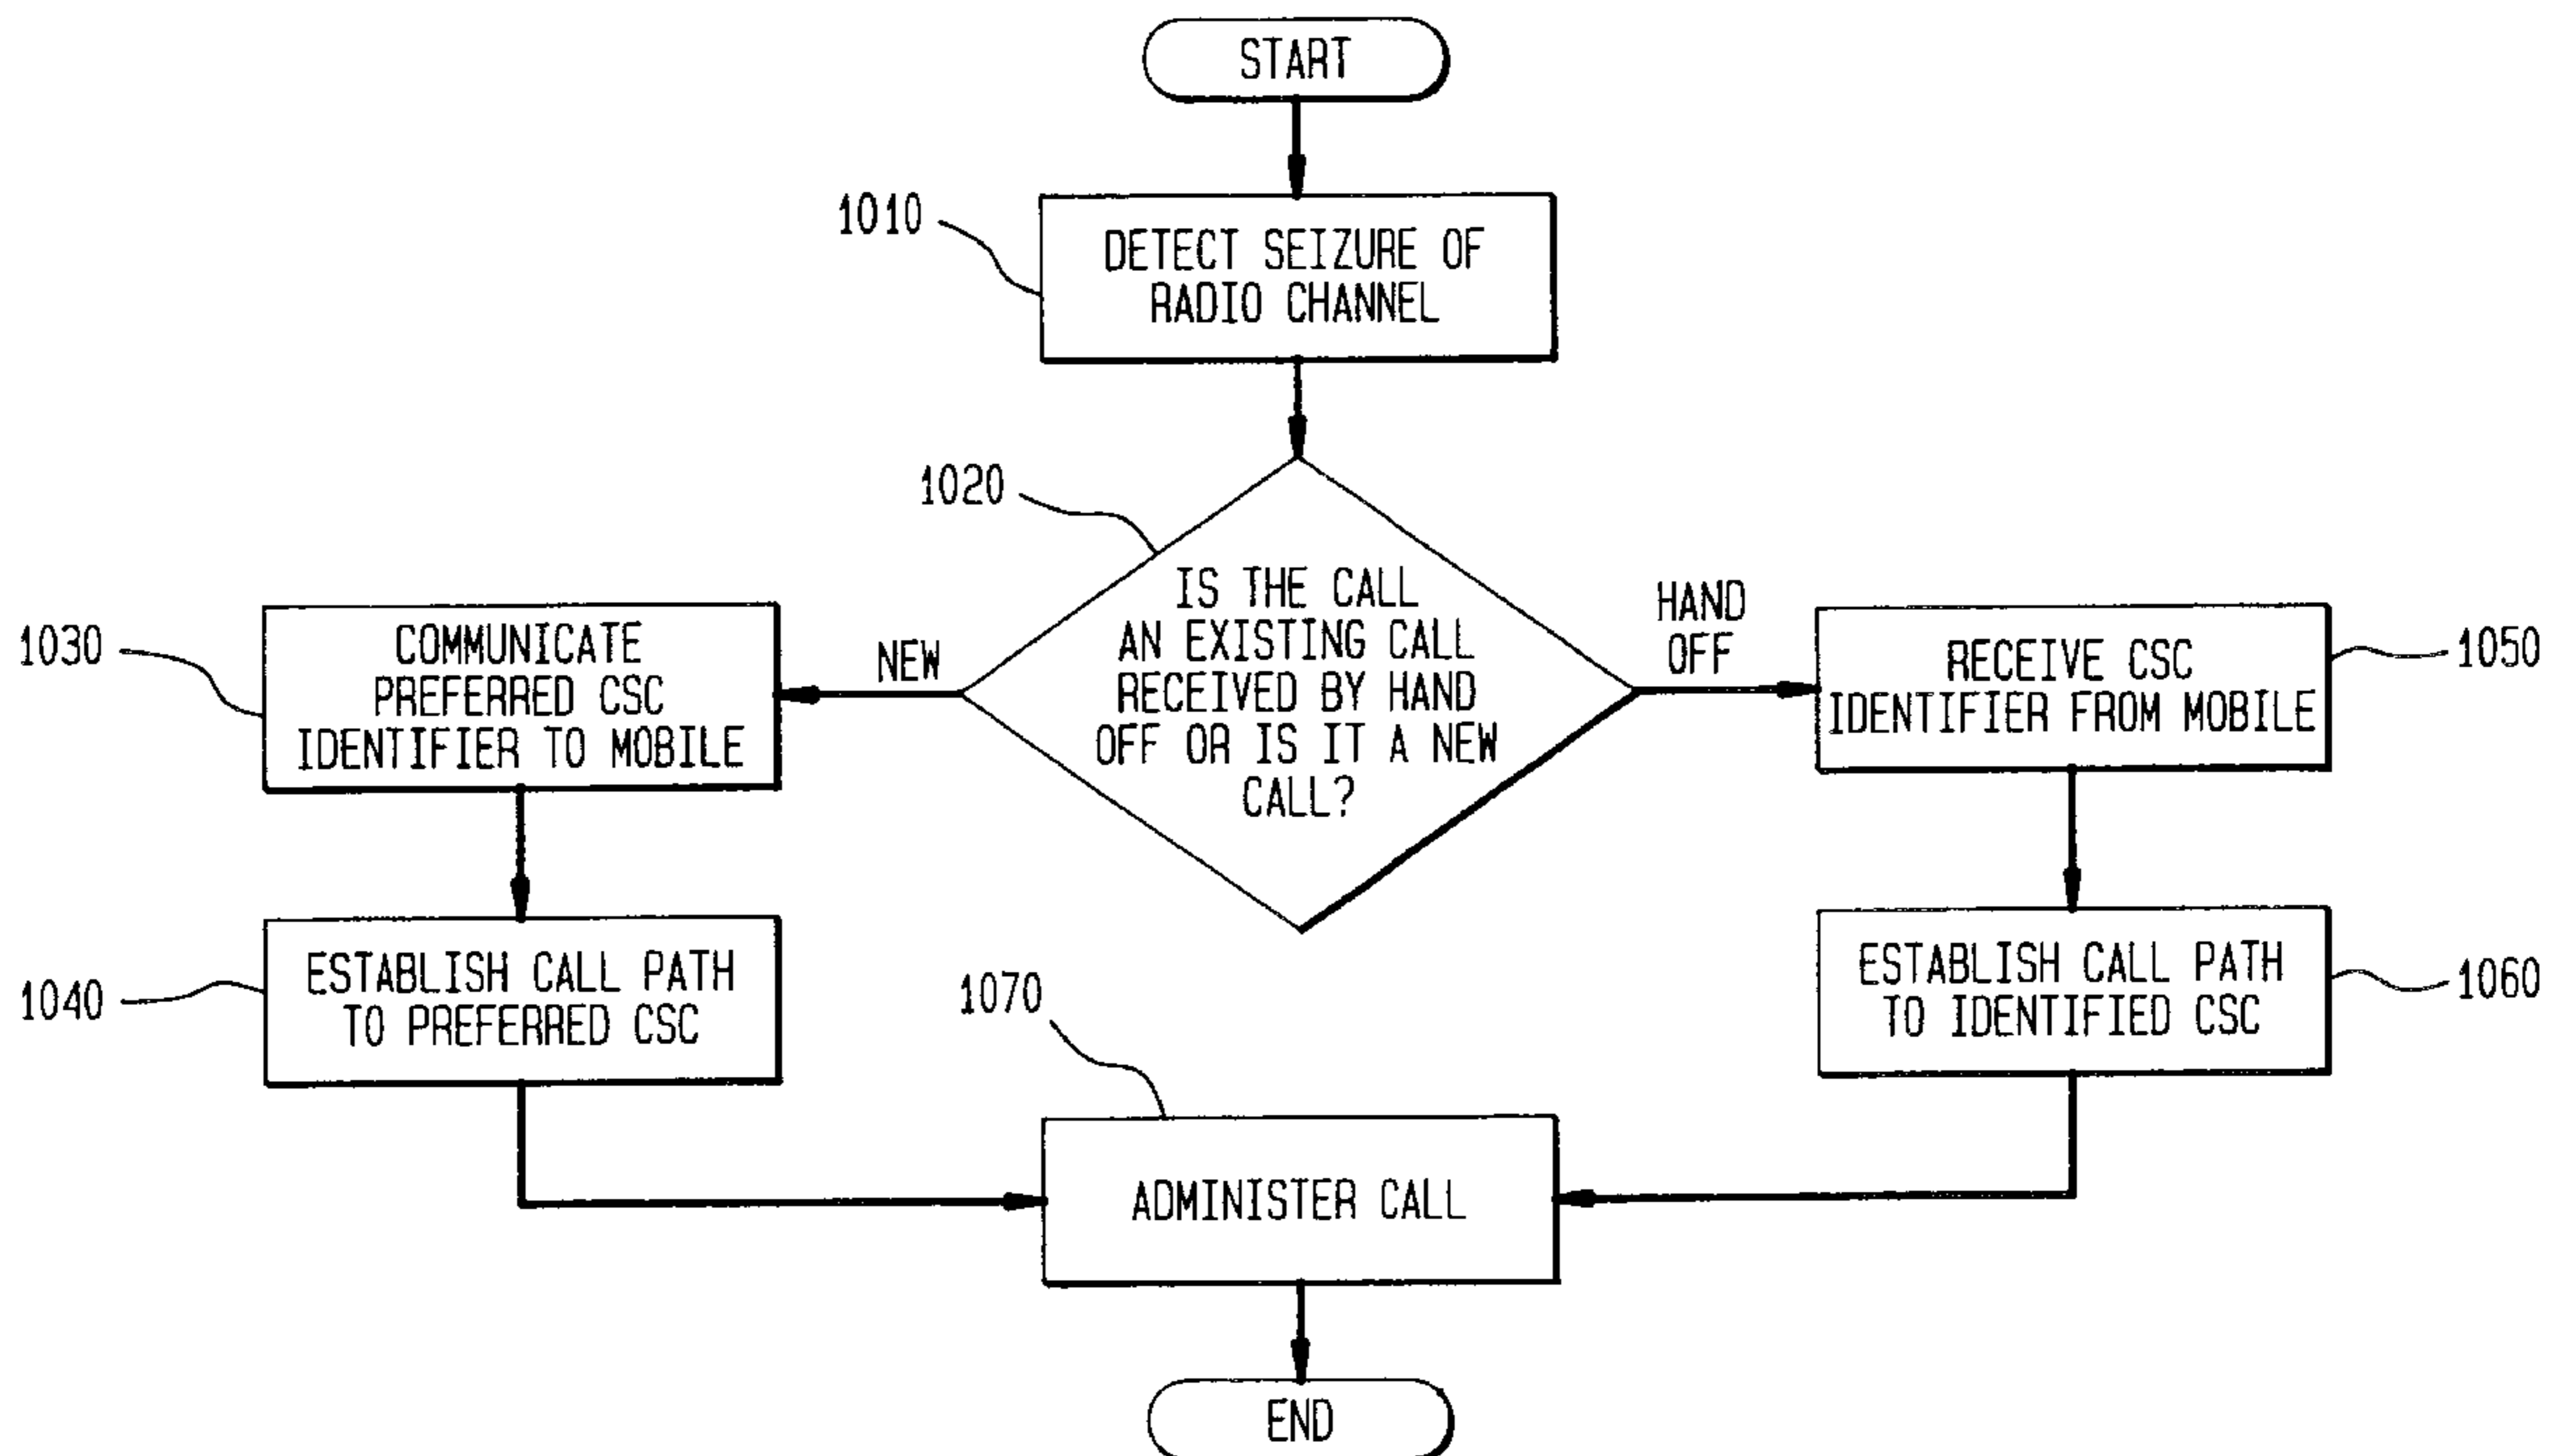 START
1010
DETECT SEIZURE OF
RADIO CHANNEL
1020
IS THE CALL
AN EXISTING CALL
RECEIVED BY HAND
OFF OR IS IT A NEW
CALL?
NEW
HAND
OFF
1030
COMMUNICATE
PREFERRED CSC
IDENTIFIER TO MOBILE
1050
RECEIVE CSC
IDENTIFIER FROM MOBILE
1040
ESTABLISH CALL PATH
TO PREFERRED CSC
1060
ESTABLISH CALL PATH
TO IDENTIFIED CSC
1070
ADMINISTER CALL
END